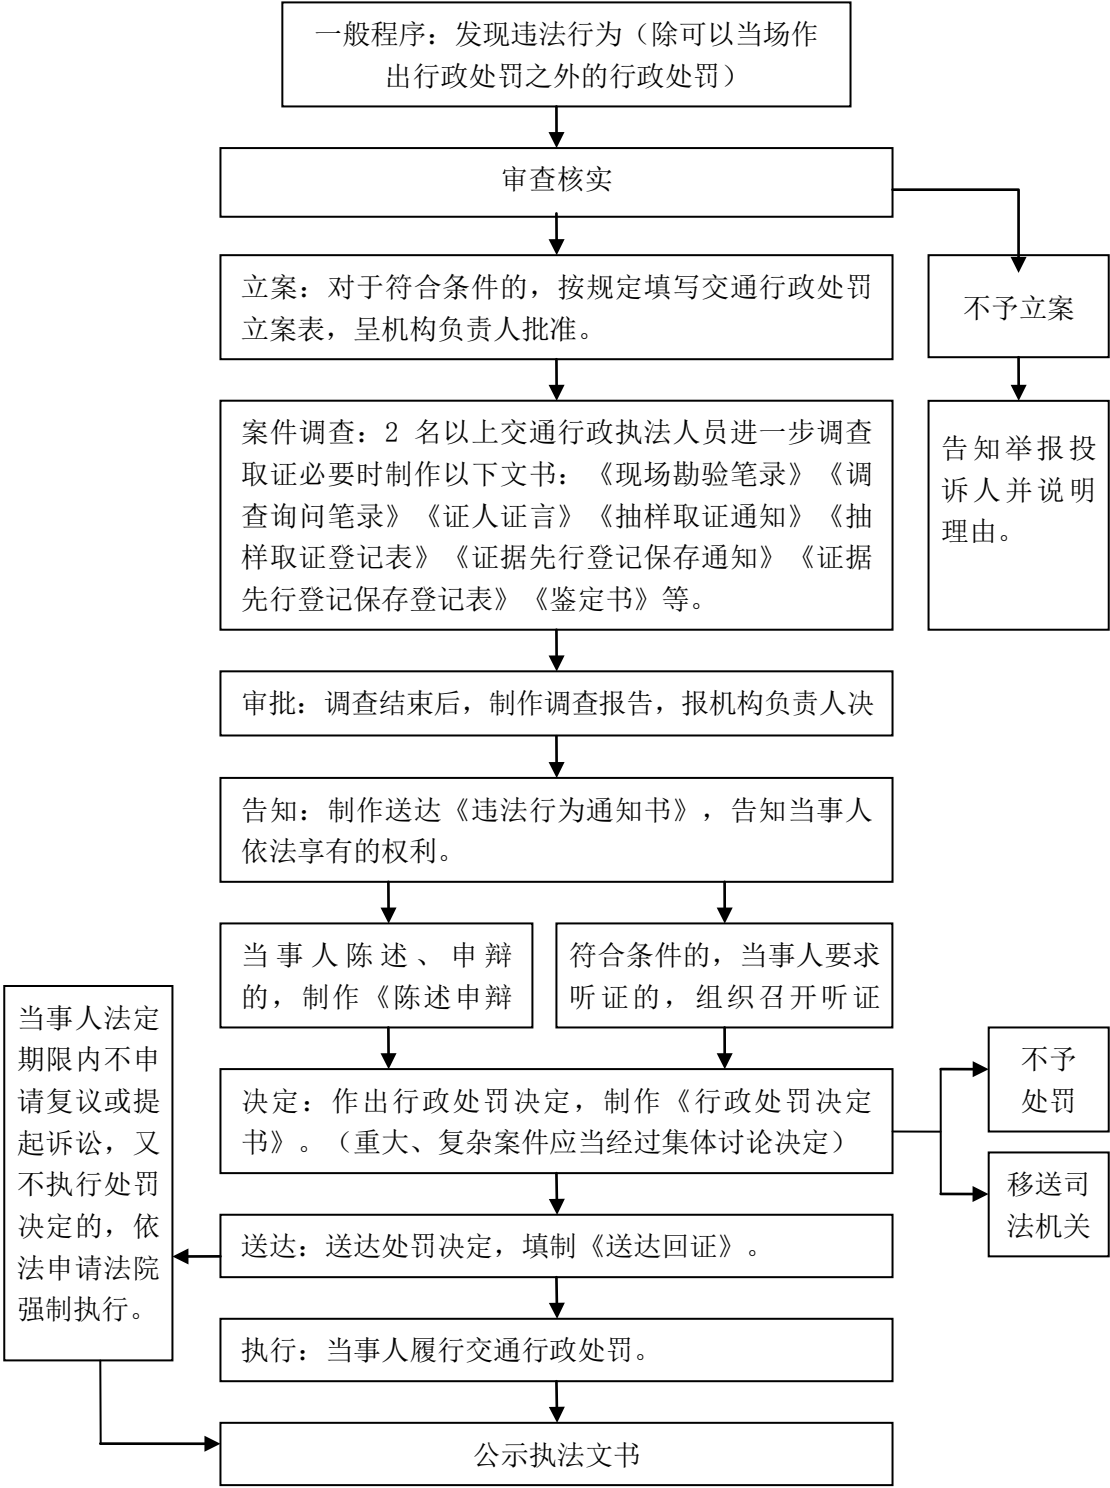 一般程序：发现违法行为（除可以当场作
出行政处罚之外的行政处罚）
审查核实
立案：对于符合条件的，按规定填写交通行政处罚
立案表，呈机构负责人批准。
不予立案
案件调查：2 名以上交通行政执法人员进一步调查
取证必要时制作以下文书：《现场勘验笔录》《调
查询问笔录》《证人证言》《抽样取证通知》《抽
样取证登记表》《证据先行登记保存通知》《证据
先行登记保存登记表》《鉴定书》等。
告知举报投
诉人并说明
理由。
审批：调查结束后，制作调查报告，报机构负责人决
告知：制作送达《违法行为通知书》，告知当事人
依法享有的权利。
当事人陈述、申辩
的，制作《陈述申辩
符合条件的，当事人要求
听证的，组织召开听证
当事人法定
期限内不申
请复议或提
起诉讼，又
不执行处罚
决定的，依
法申请法院
强制执行。
决定：作出行政处罚决定，制作《行政处罚决定
书》。（重大、复杂案件应当经过集体讨论决定）
不予
处罚
移送司
法机关
送达：送达处罚决定，填制《送达回证》。
执行：当事人履行交通行政处罚。
公示执法文书